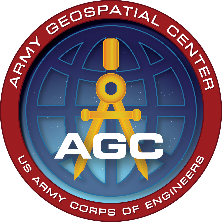 ARMY GEOSPATIAL CENTER
AGC
US ARMY CORPS OF ENGINEERS